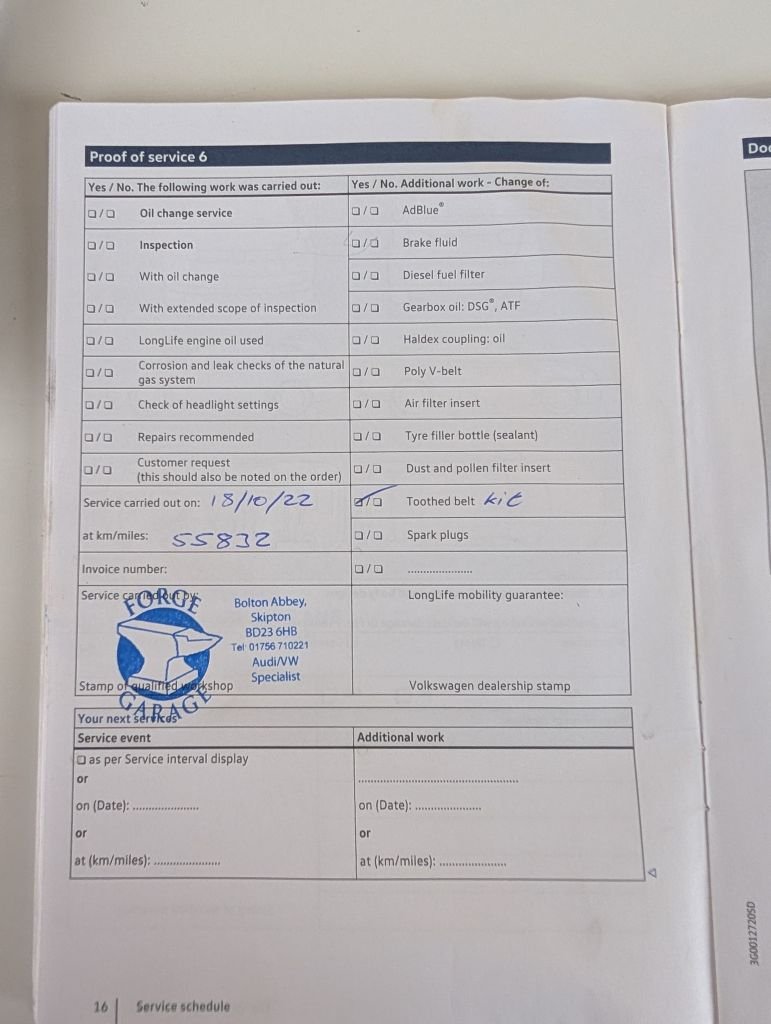 Proof of service 6
Doc
Yes / No. The following work was carried out:
Yes / No. Additional work – Change of:
Oil change service
AdBlue®
Inspection
Brake fluid
With oil change
Diesel fuel filter
With extended scope of inspection
Gearbox oil: DSG®, ATF
LongLife engine oil used
Haldex coupling: oil
Corrosion and leak checks of the natural
gas system
Poly V-belt
Check of headlight settings
Air filter insert
Repairs recommended
Tyre filler bottle (sealant)
Customer request
(this should also be noted on the order)
Dust and pollen filter insert
Service carried out on: 18/10/22
Toothed belt kit
at km/miles: 55832
Spark plugs
Invoice number:
....................
Service carried out by:
LongLife mobility guarantee:
FORGE
GARAGE
Bolton Abbey,
Skipton
BD23 6HB
Tel: 01756 710221
Audi/VW
Specialist
Stamp of qualified workshop
Volkswagen dealership stamp
Your next services
Service event
Additional work
as per Service interval display
or
on (Date): ....................
on (Date): ....................
or
or
at (km/miles): ....................
at (km/miles): ....................
3G0012720SD
16 | Service schedule